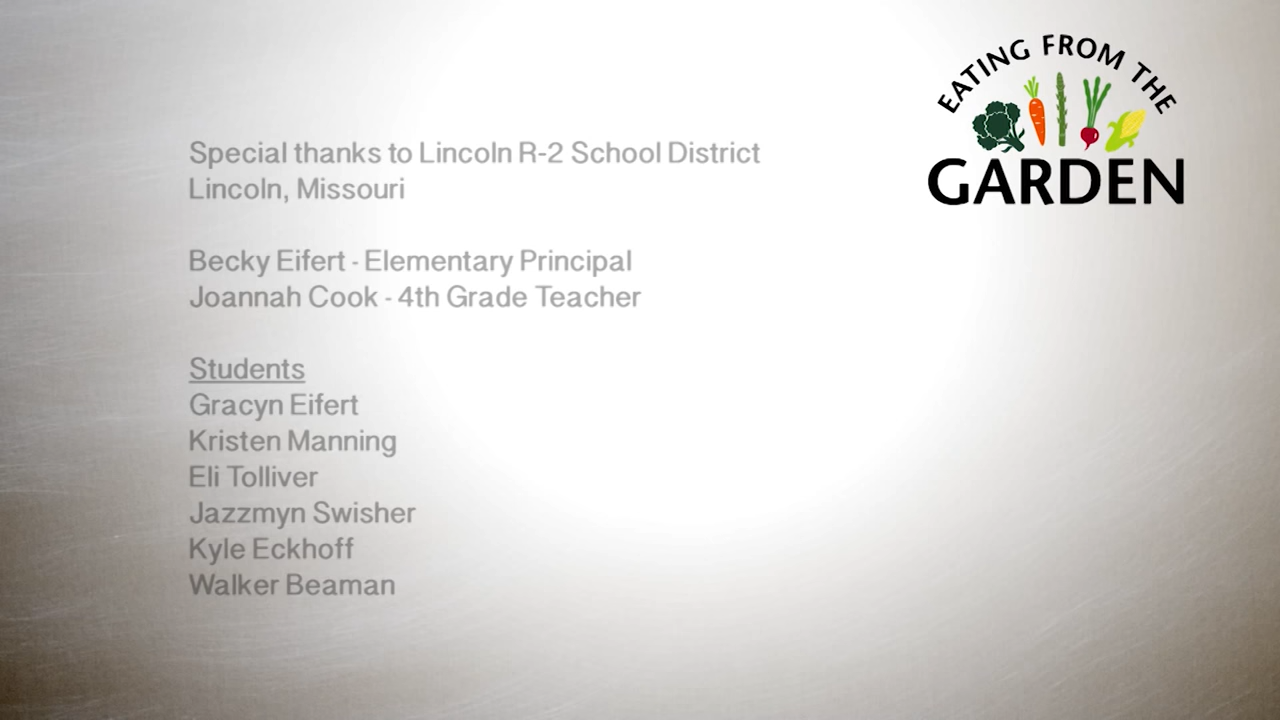 EATING FROM THE
GARDEN
Special thanks to Lincoln R-2 School District
Lincoln, Missouri
Becky Eifert - Elementary Principal
Joannah Cook - 4th Grade Teacher
Students
Gracyn Eifert
Kristen Manning
Eli Tolliver
Jazzmyn Swisher
Kyle Eckhoff
Walker Beaman